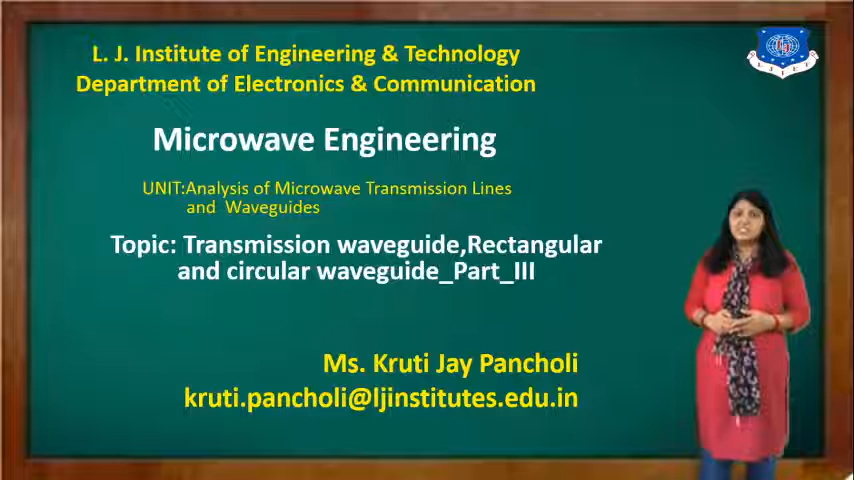 L. J. Institute of Engineering & Technology
Department of Electronics & Communication
Microwave Engineering
UNIT:Analysis of Microwave Transmission Lines
and Waveguides
Topic: Transmission waveguide,Rectangular
and circular waveguide_Part_III
Ms. Kruti Jay Pancholi
kruti.pancholi@ljinstitutes.edu.in